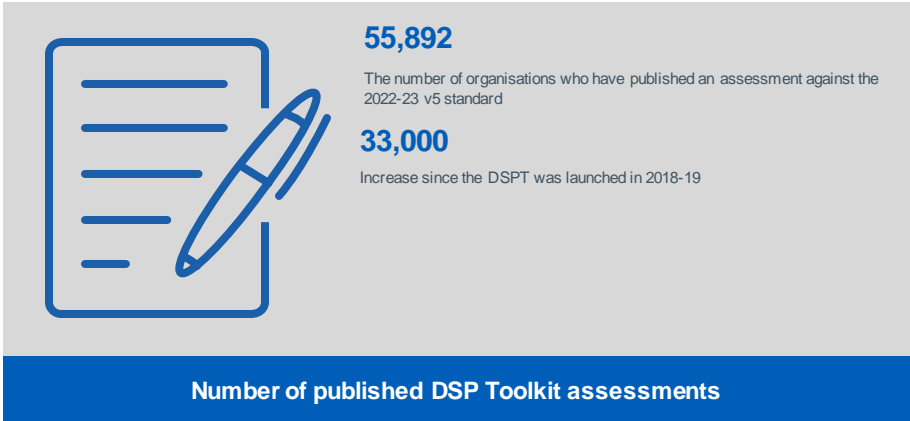 55,892
The number of organisations who have published an assessment against the
2022-23 v5 standard
33,000
Increase since the DSPT was launched in 2018-19
Number of published DSP Toolkit assessments